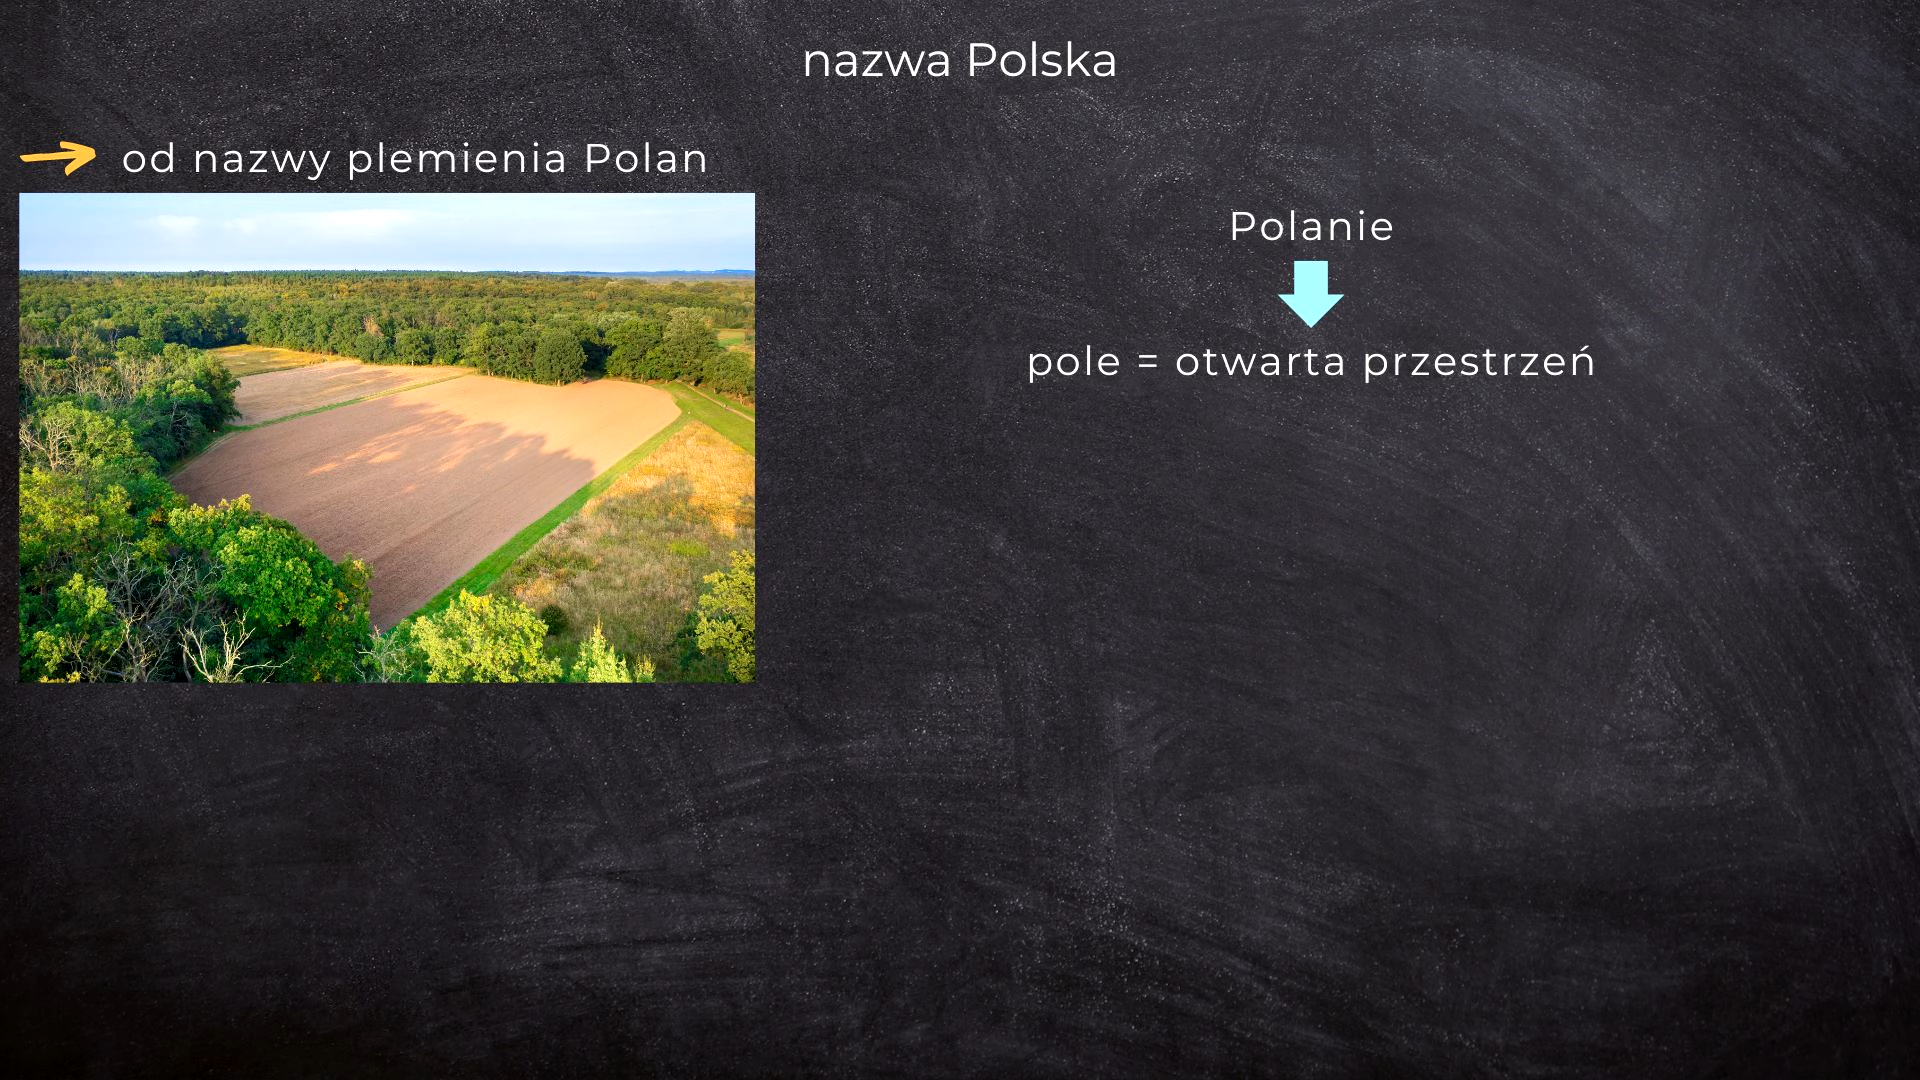 nazwa Polska
od nazwy plemienia Polan
Polanie
pole = otwarta przestrzeń